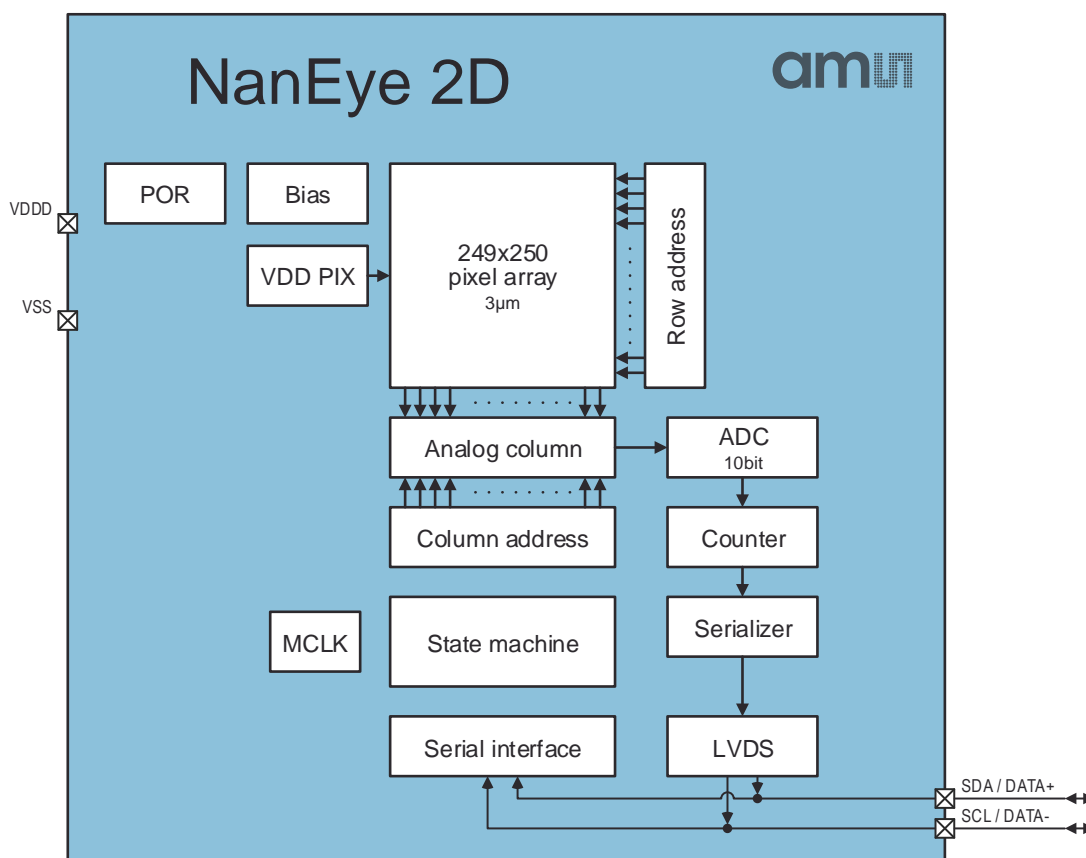 NanEye 2D
am
POR
Bias
VDDD
249x250
pixel array
3µm
Row address
VDD PIX
VSS
Analog column
ADC
10bit
Column address
Counter
MCLK
State machine
Serializer
Serial interface
LVDS
SDA / DATA+
SCL / DATA-